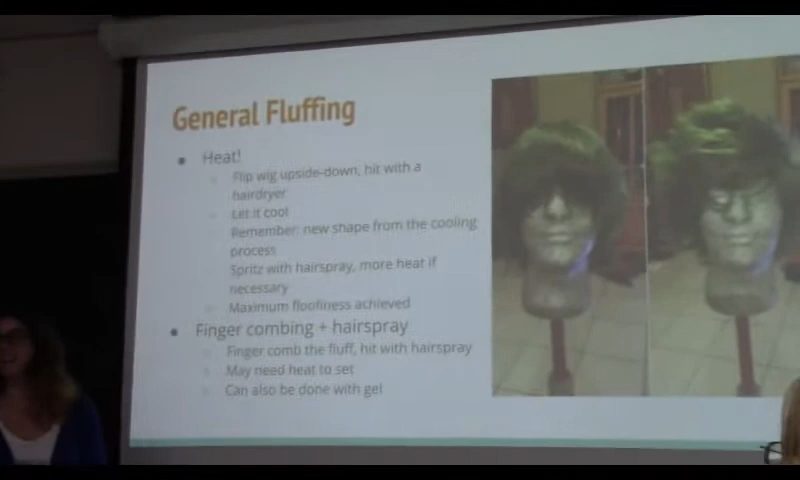 General Fluffing
Heat!
Flip wig upside-down, hit with a
hairdryer
Let it cool
Remember: new shape from the cooling
process
Spritz with hairspray, more heat if
necessary
Maximum floofiness achieved
Finger combing + hairspray
Finger comb the fluff, hit with hairspray
May need heat to set
Can also be done with gel